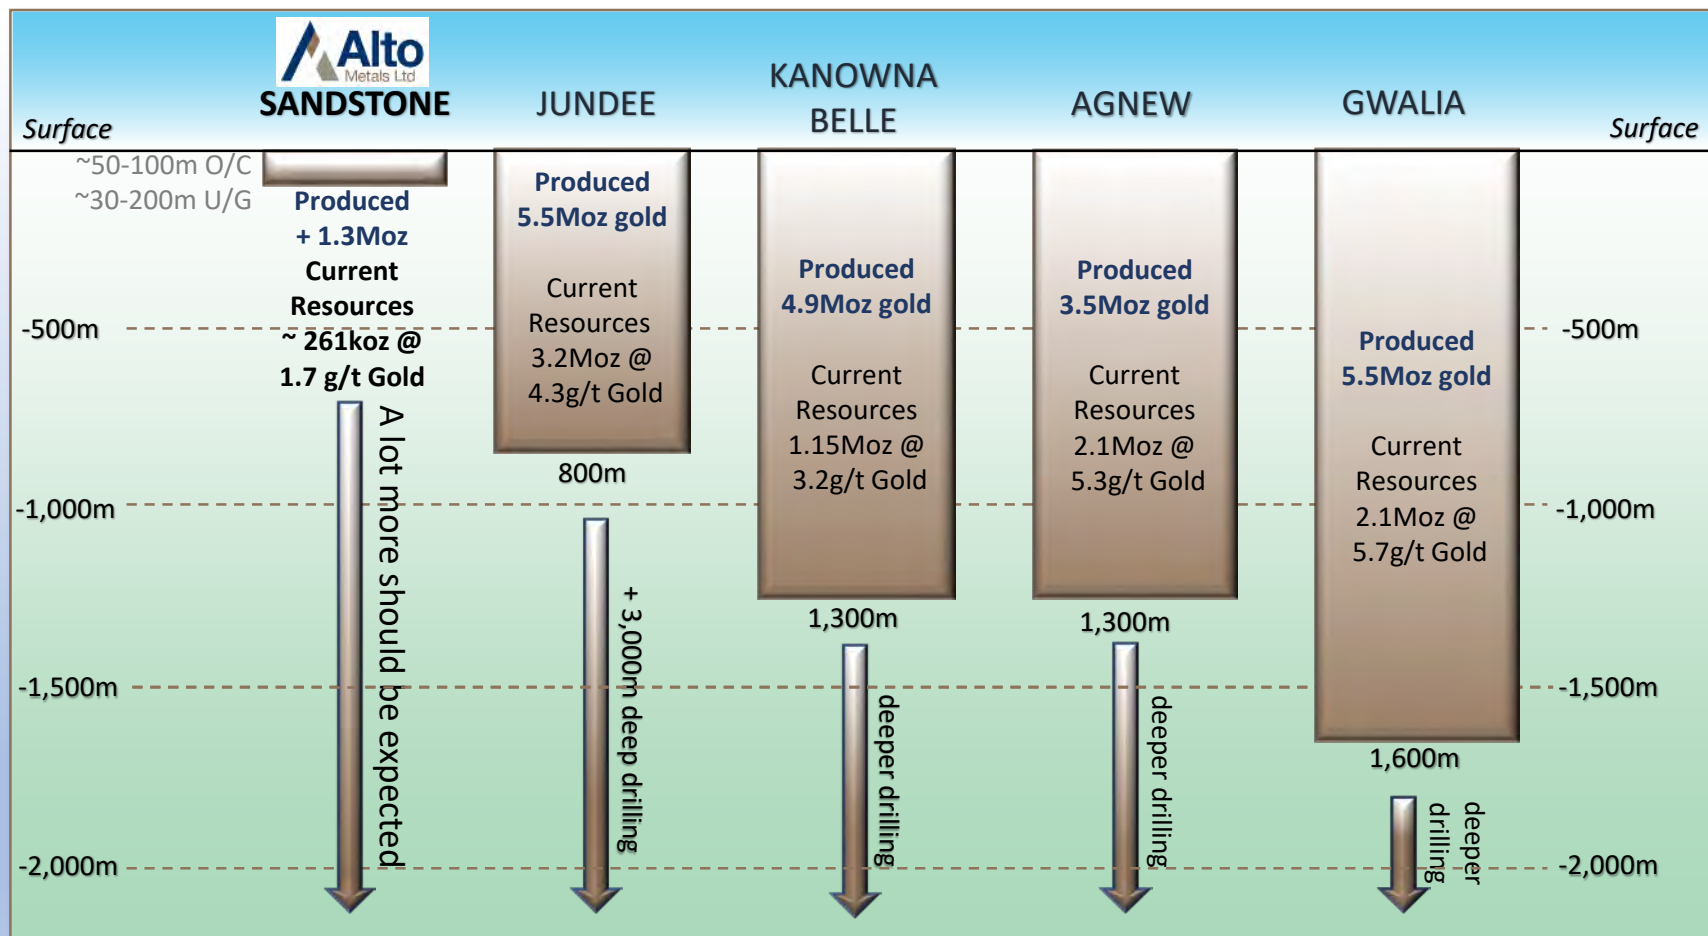 Alto
Metals Ltd
SANDSTONE
JUNDEE
KANOWNA
BELLE
AGNEW
GWALIA
Surface
Surface
~50-100m O/C
~30-200m U/G
Produced
+ 1.3Moz
Current
Resources
~ 261koz @
1.7 g/t Gold
A lot more should be expected
Produced
5.5Moz gold
Current
Resources
3.2Moz @
4.3g/t Gold
800m
+ 3,000m deep drilling
Produced
4.9Moz gold
Current
Resources
1.15Moz @
3.2g/t Gold
1,300m
deeper drilling
Produced
3.5Moz gold
Current
Resources
2.1Moz @
5.3g/t Gold
1,300m
deeper drilling
Produced
5.5Moz gold
Current
Resources
2.1Moz @
5.7g/t Gold
1,600m
deeper
drilling
-500m
-1,000m
-1,500m
-2,000m
-500m
-1,000m
-1,500m
-2,000m